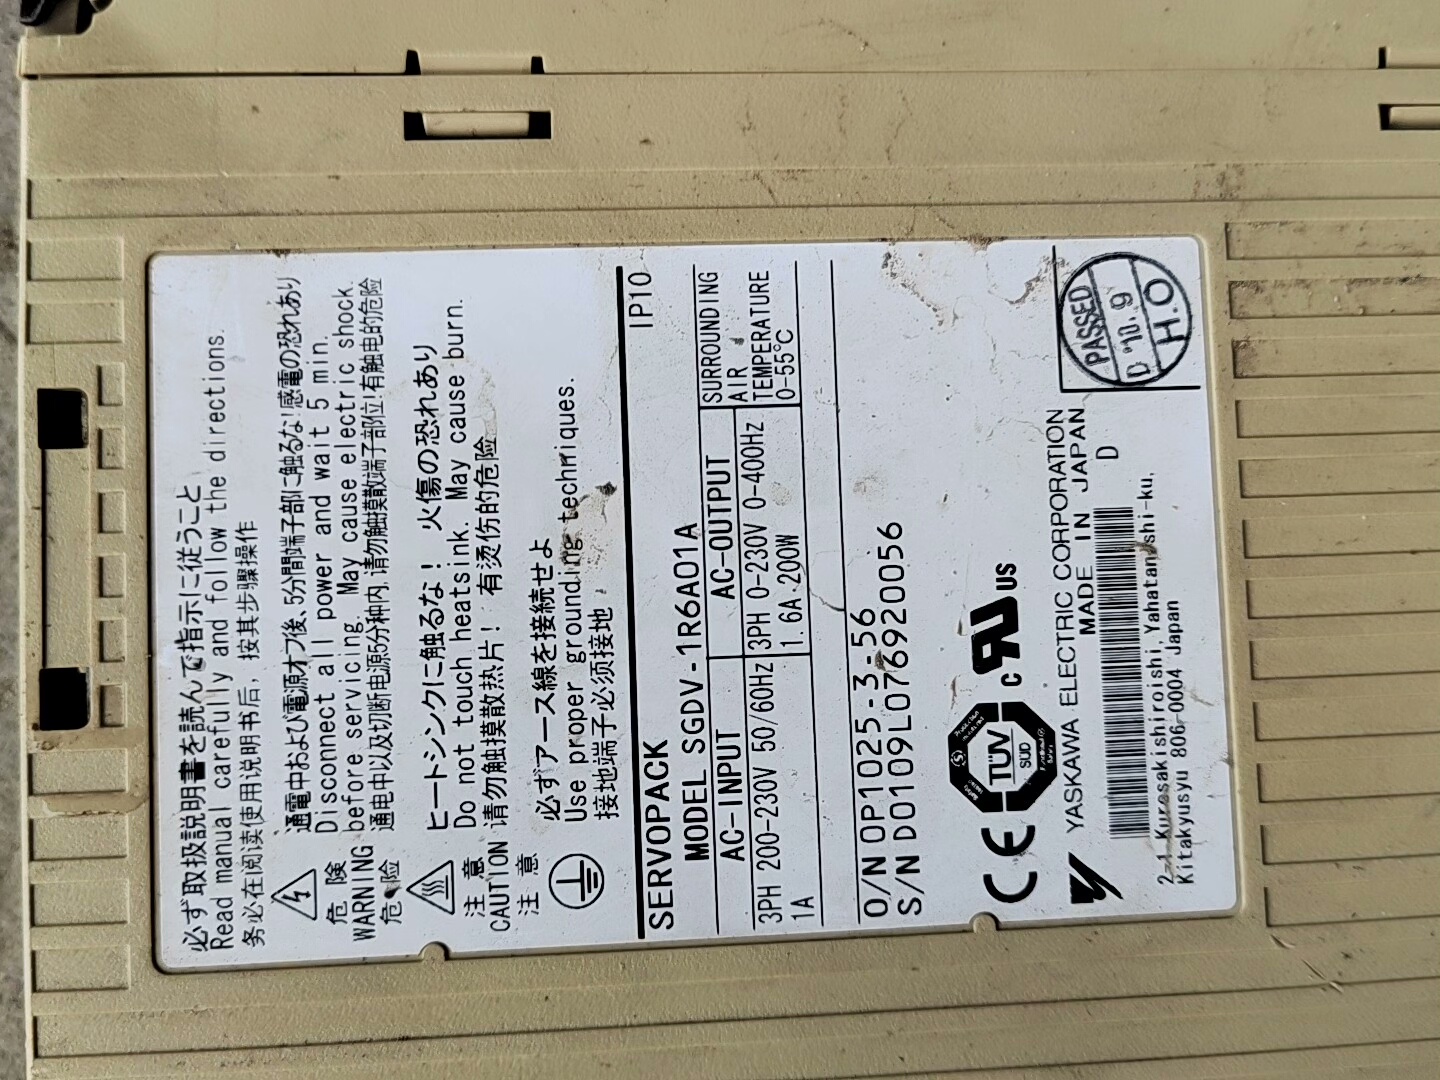 必ず取扱説明書を読んで指示に従うこと
Read manual carefully and follow the directions.
务必在阅读使用说明书后，按其步骤操作
危険
WARNING
危险
通電中および電源オフ後、5分間端子部に触るな！感電の恐れあり
Disconnect all power and wait 5 min.
before servicing. May cause electric shock.
通电中以及切断电源5分钟内，请勿触摸端子部位！有触电的危险
注意
CAUTION
注意
ヒートシンクに触るな！ 火傷の恐れあり
Do not touch heatsink. May cause burn.
请勿触摸散热片！ 有烫伤的危险
必ずアース線を接続せよ
Use proper grounding techniques.
接地端子必须接地
SERVOPACK IP10
MODEL SGDV-1R6A01A
AC-INPUT AC-OUTPUT SURROUNDING
AIR
TEMPERATURE
0-55℃
3PH 200-230V 50/60Hz 3PH 0-230V 0-400Hz
1A 1.6A 200W
O/N OP1025-3-56
S/N D0109L076920056
CE TÜV SÜD c RU US
YASKAWA ELECTRIC CORPORATION
MADE IN JAPAN
D
2-1 Kurosakishiroishi, Yahatanishi-ku,
Kitakyusyu 806-0004 Japan
PASSED
D '10. 9
H.O